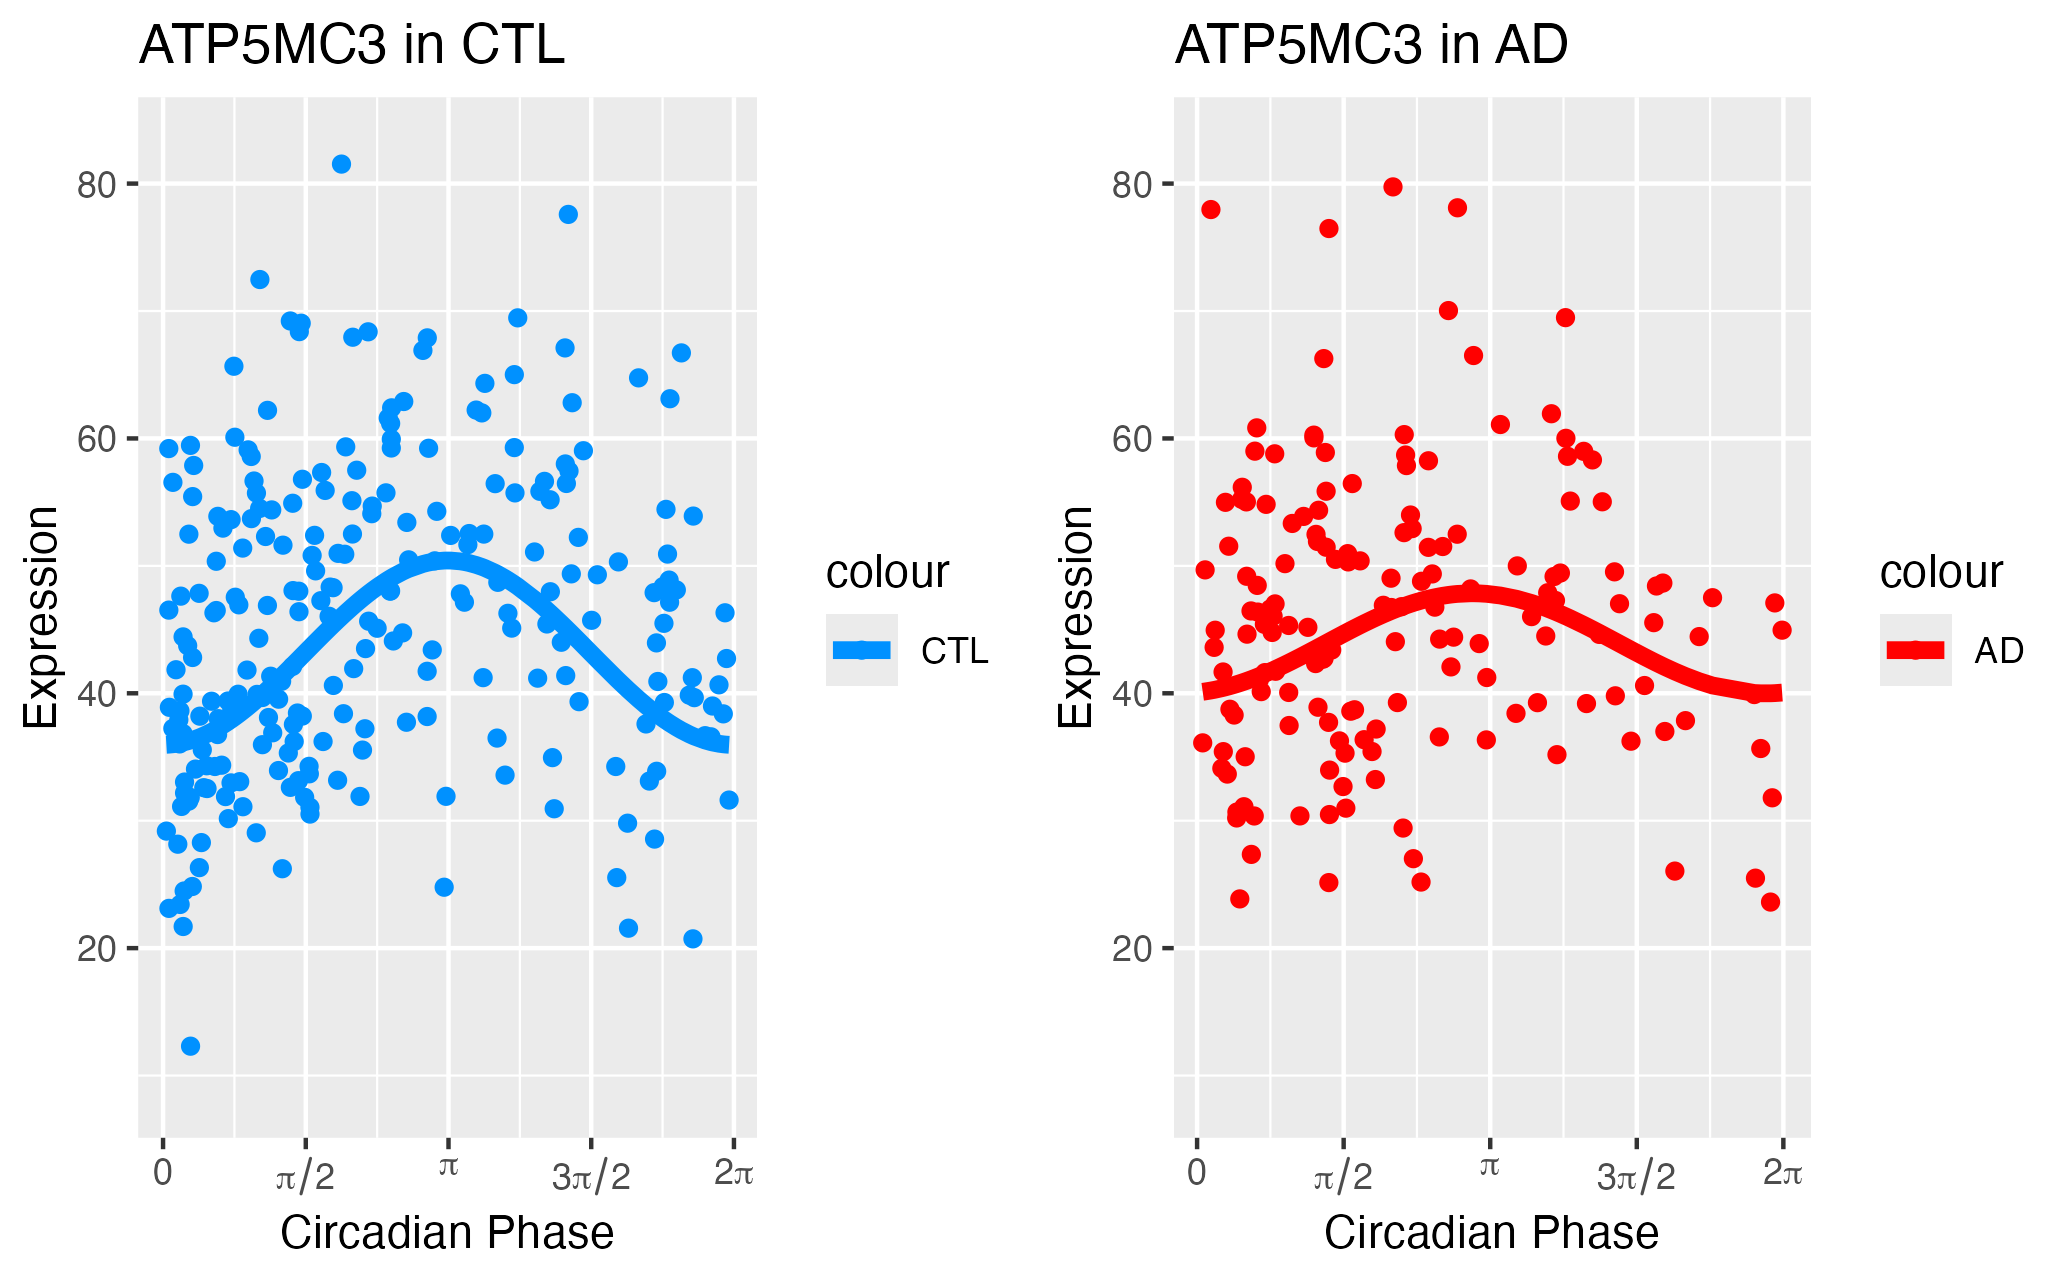 ATP5MC3 in CTL
Expression
80
60
40
20
0
π/2
π
3π/2
2π
Circadian Phase
colour
CTL
ATP5MC3 in AD
Expression
80
60
40
20
0
π/2
π
3π/2
2π
Circadian Phase
colour
AD